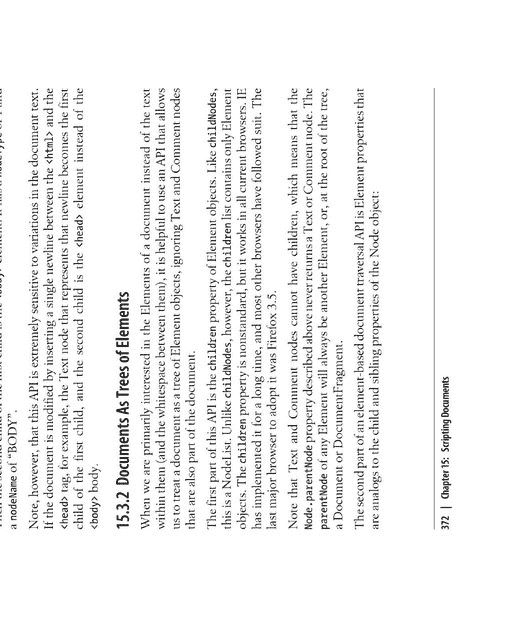 a nodeName of "BODY".
Note, however, that this API is extremely sensitive to variations in the document text.
If the document is modified by inserting a single newline between the <html> and the
<head> tag, for example, the Text node that represents that newline becomes the first
child of the first child, and the second child is the <head> element instead of the
<body> body.
15.3.2 Documents As Trees of Elements
When we are primarily interested in the Elements of a document instead of the text
within them (and the whitespace between them), it is helpful to use an API that allows
us to treat a document as a tree of Element objects, ignoring Text and Comment nodes
that are also part of the document.
The first part of this API is the children property of Element objects. Like childNodes,
this is a NodeList. Unlike childNodes, however, the children list contains only Element
objects. The children property is nonstandard, but it works in all current browsers. IE
has implemented it for a long time, and most other browsers have followed suit. The
last major browser to adopt it was Firefox 3.5.
Note that Text and Comment nodes cannot have children, which means that the
Node.parentNode property described above never returns a Text or Comment node. The
parentNode of any Element will always be another Element, or, at the root of the tree,
a Document or DocumentFragment.
The second part of an element-based document traversal API is Element properties that
are analogs to the child and sibling properties of the Node object:
372 | Chapter 15: Scripting Documents